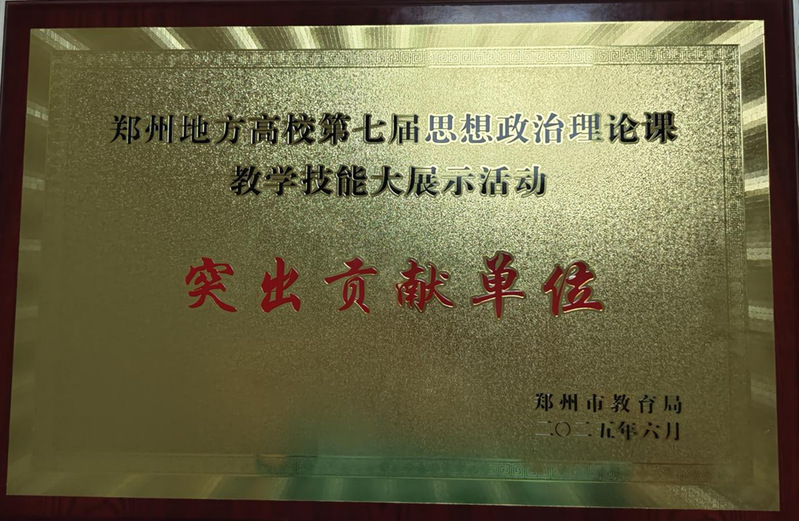 郑州地方高校第七届思想政治理论课
教学技能大展示活动
突出贡献单位
郑州市教育局
二〇二五年六月